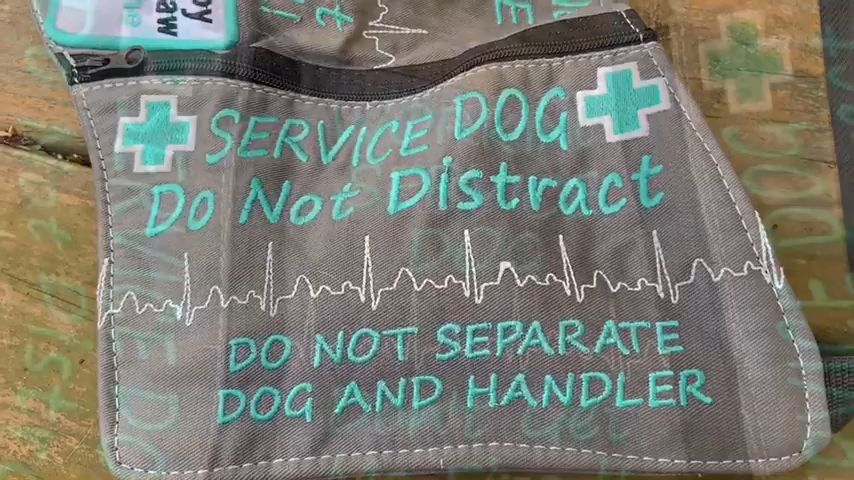 SERVICE DOG
Do Not Distract
DO NOT SEPARATE
DOG AND HANDLER